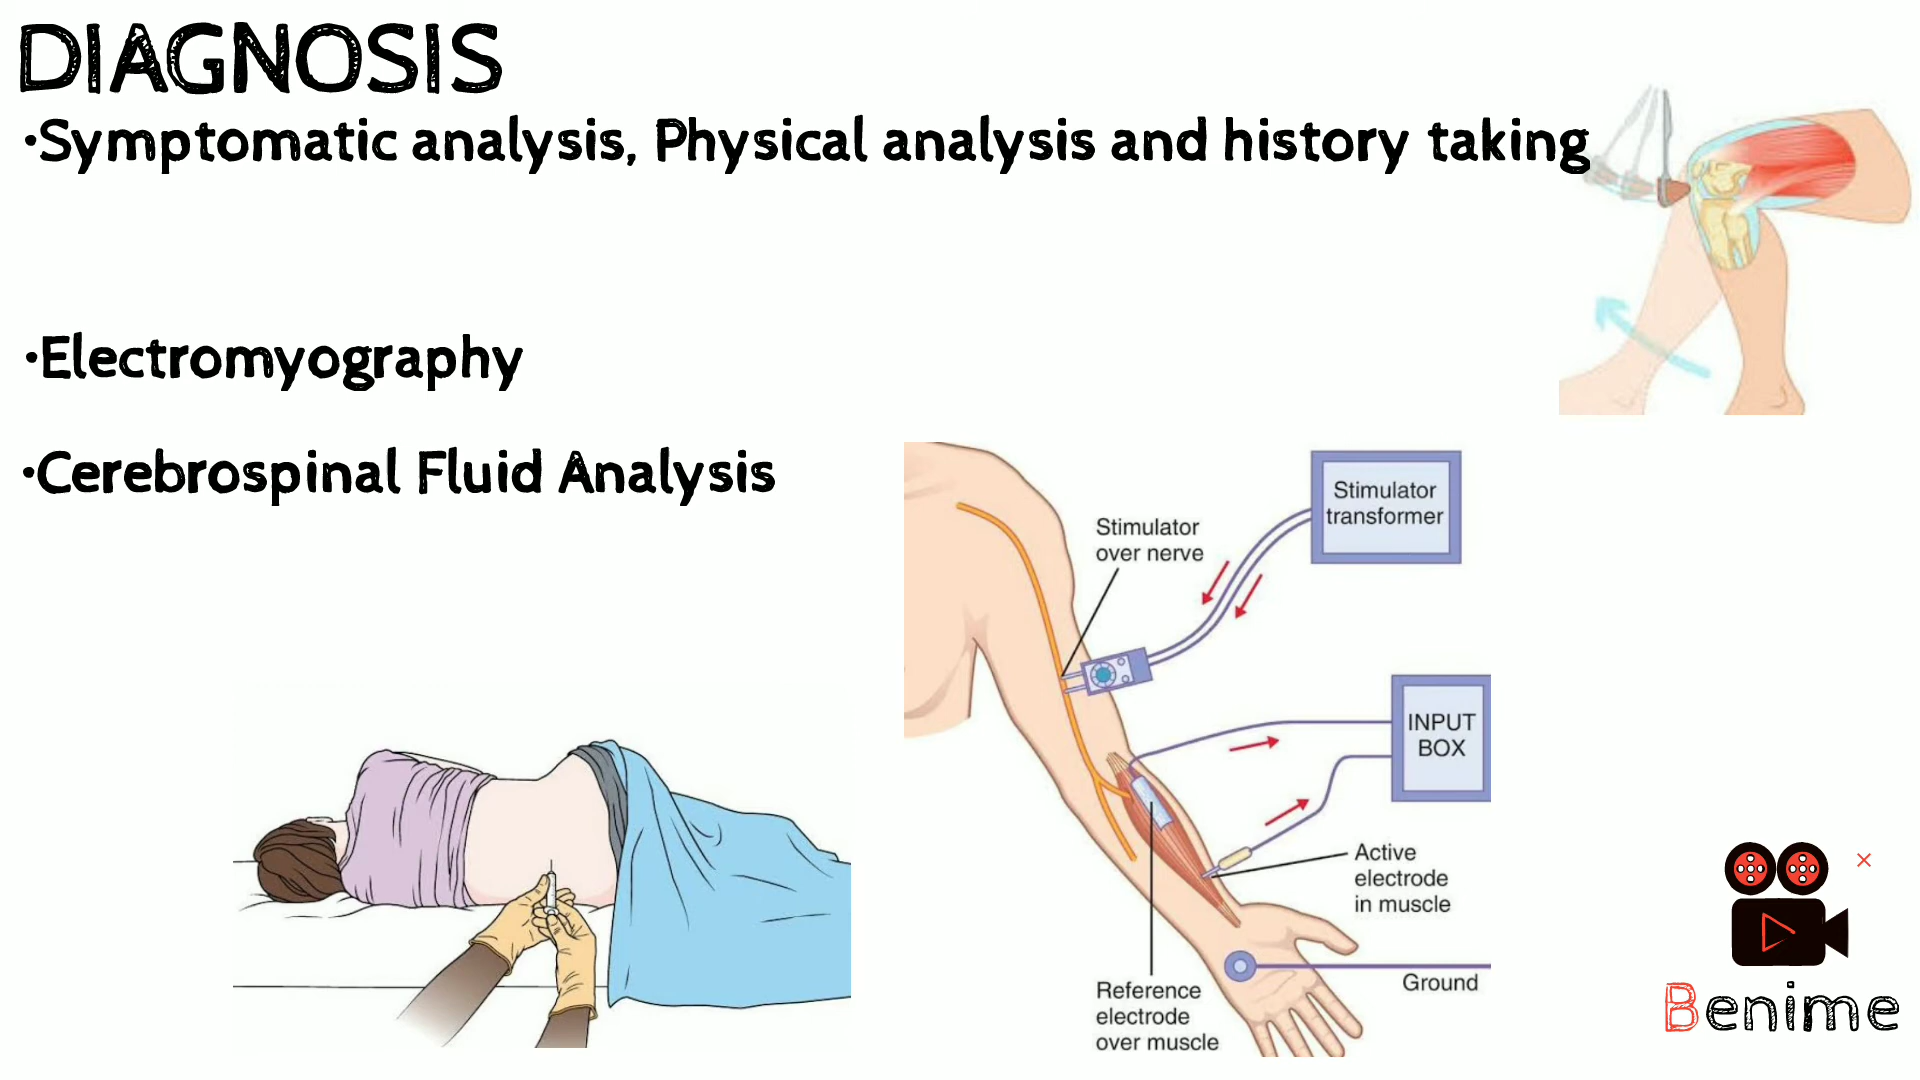 DIAGNOSIS
•Symptomatic analysis, Physical analysis and history taking
•Electromyography
•Cerebrospinal Fluid Analysis
Stimulator
transformer
Stimulator
over nerve
INPUT
BOX
Active
electrode
in muscle
Ground
Reference
electrode
over muscle
Benime